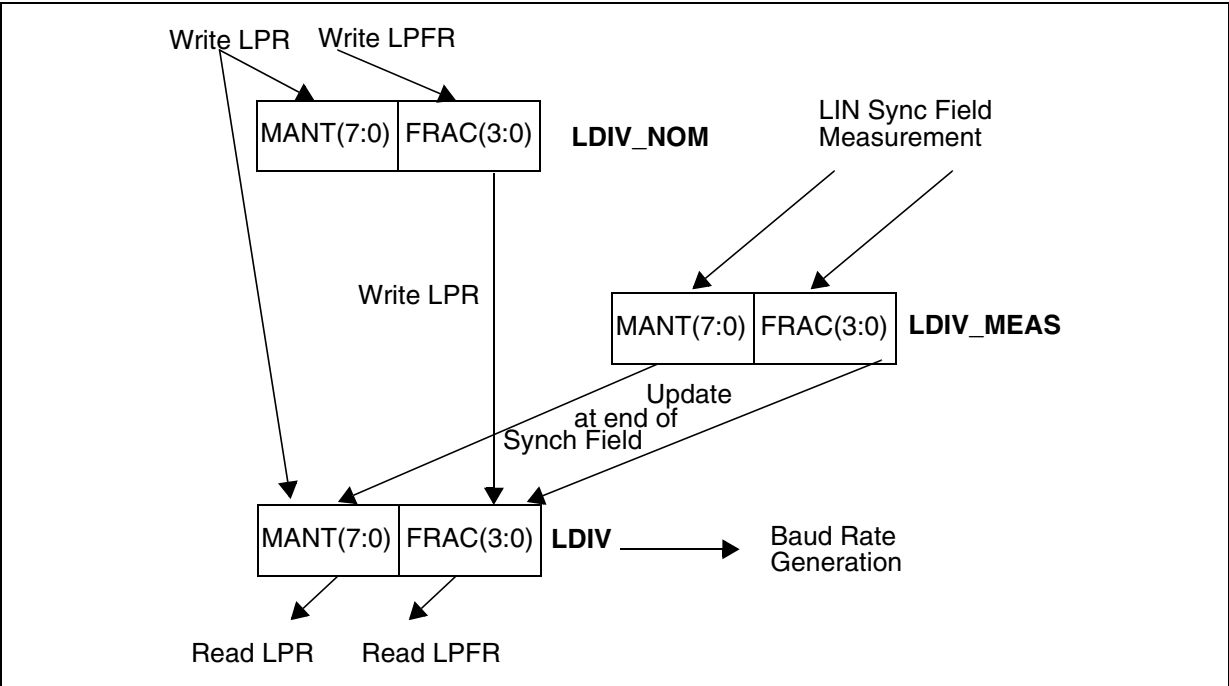 Write LPR
Write LPFR
MANT(7:0)
FRAC(3:0)
LDIV_NOM
LIN Sync Field
Measurement
Write LPR
MANT(7:0)
FRAC(3:0)
LDIV_MEAS
Update
at end of
Synch Field
MANT(7:0)
FRAC(3:0)
LDIV
Baud Rate
Generation
Read LPR
Read LPFR